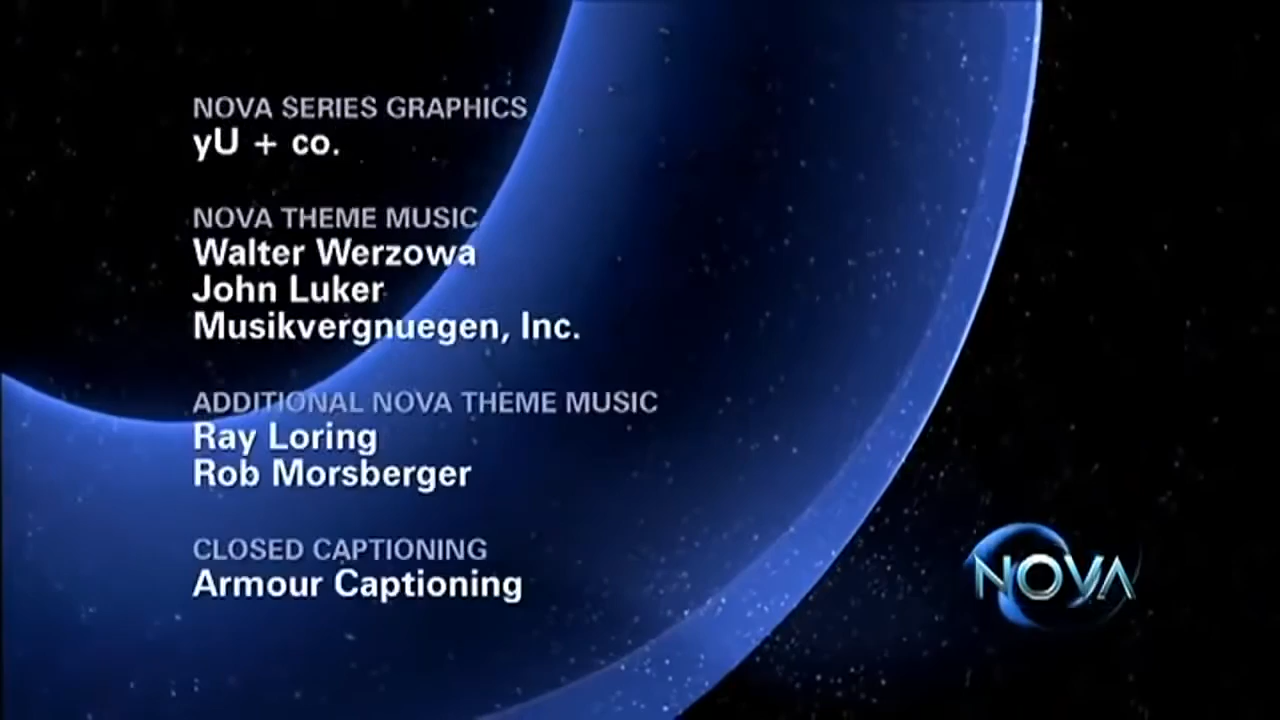 NOVA SERIES GRAPHICS
yU + co.
NOVA THEME MUSIC
Walter Werzowa
John Luker
Musikvergnuegen, Inc.
ADDITIONAL NOVA THEME MUSIC
Ray Loring
Rob Morsberger
CLOSED CAPTIONING
Armour Captioning
NOVA